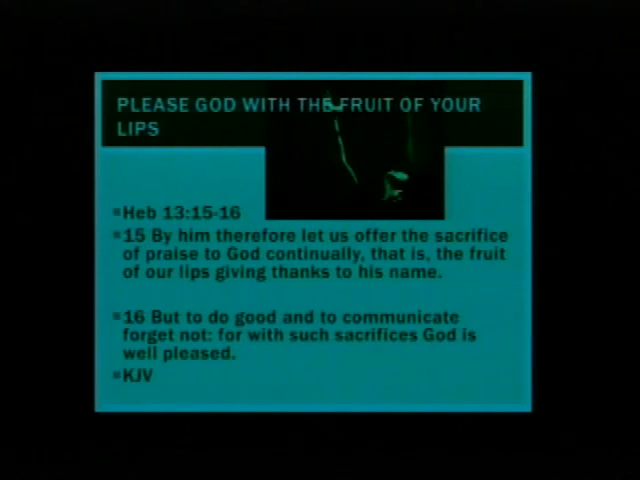 PLEASE GOD WITH THE FRUIT OF YOUR
LIPS
Heb 13:15-16
15 By him therefore let us offer the sacrifice
of praise to God continually, that is, the fruit
of our lips giving thanks to his name.
16 But to do good and to communicate
forget not: for with such sacrifices God is
well pleased.
KJV